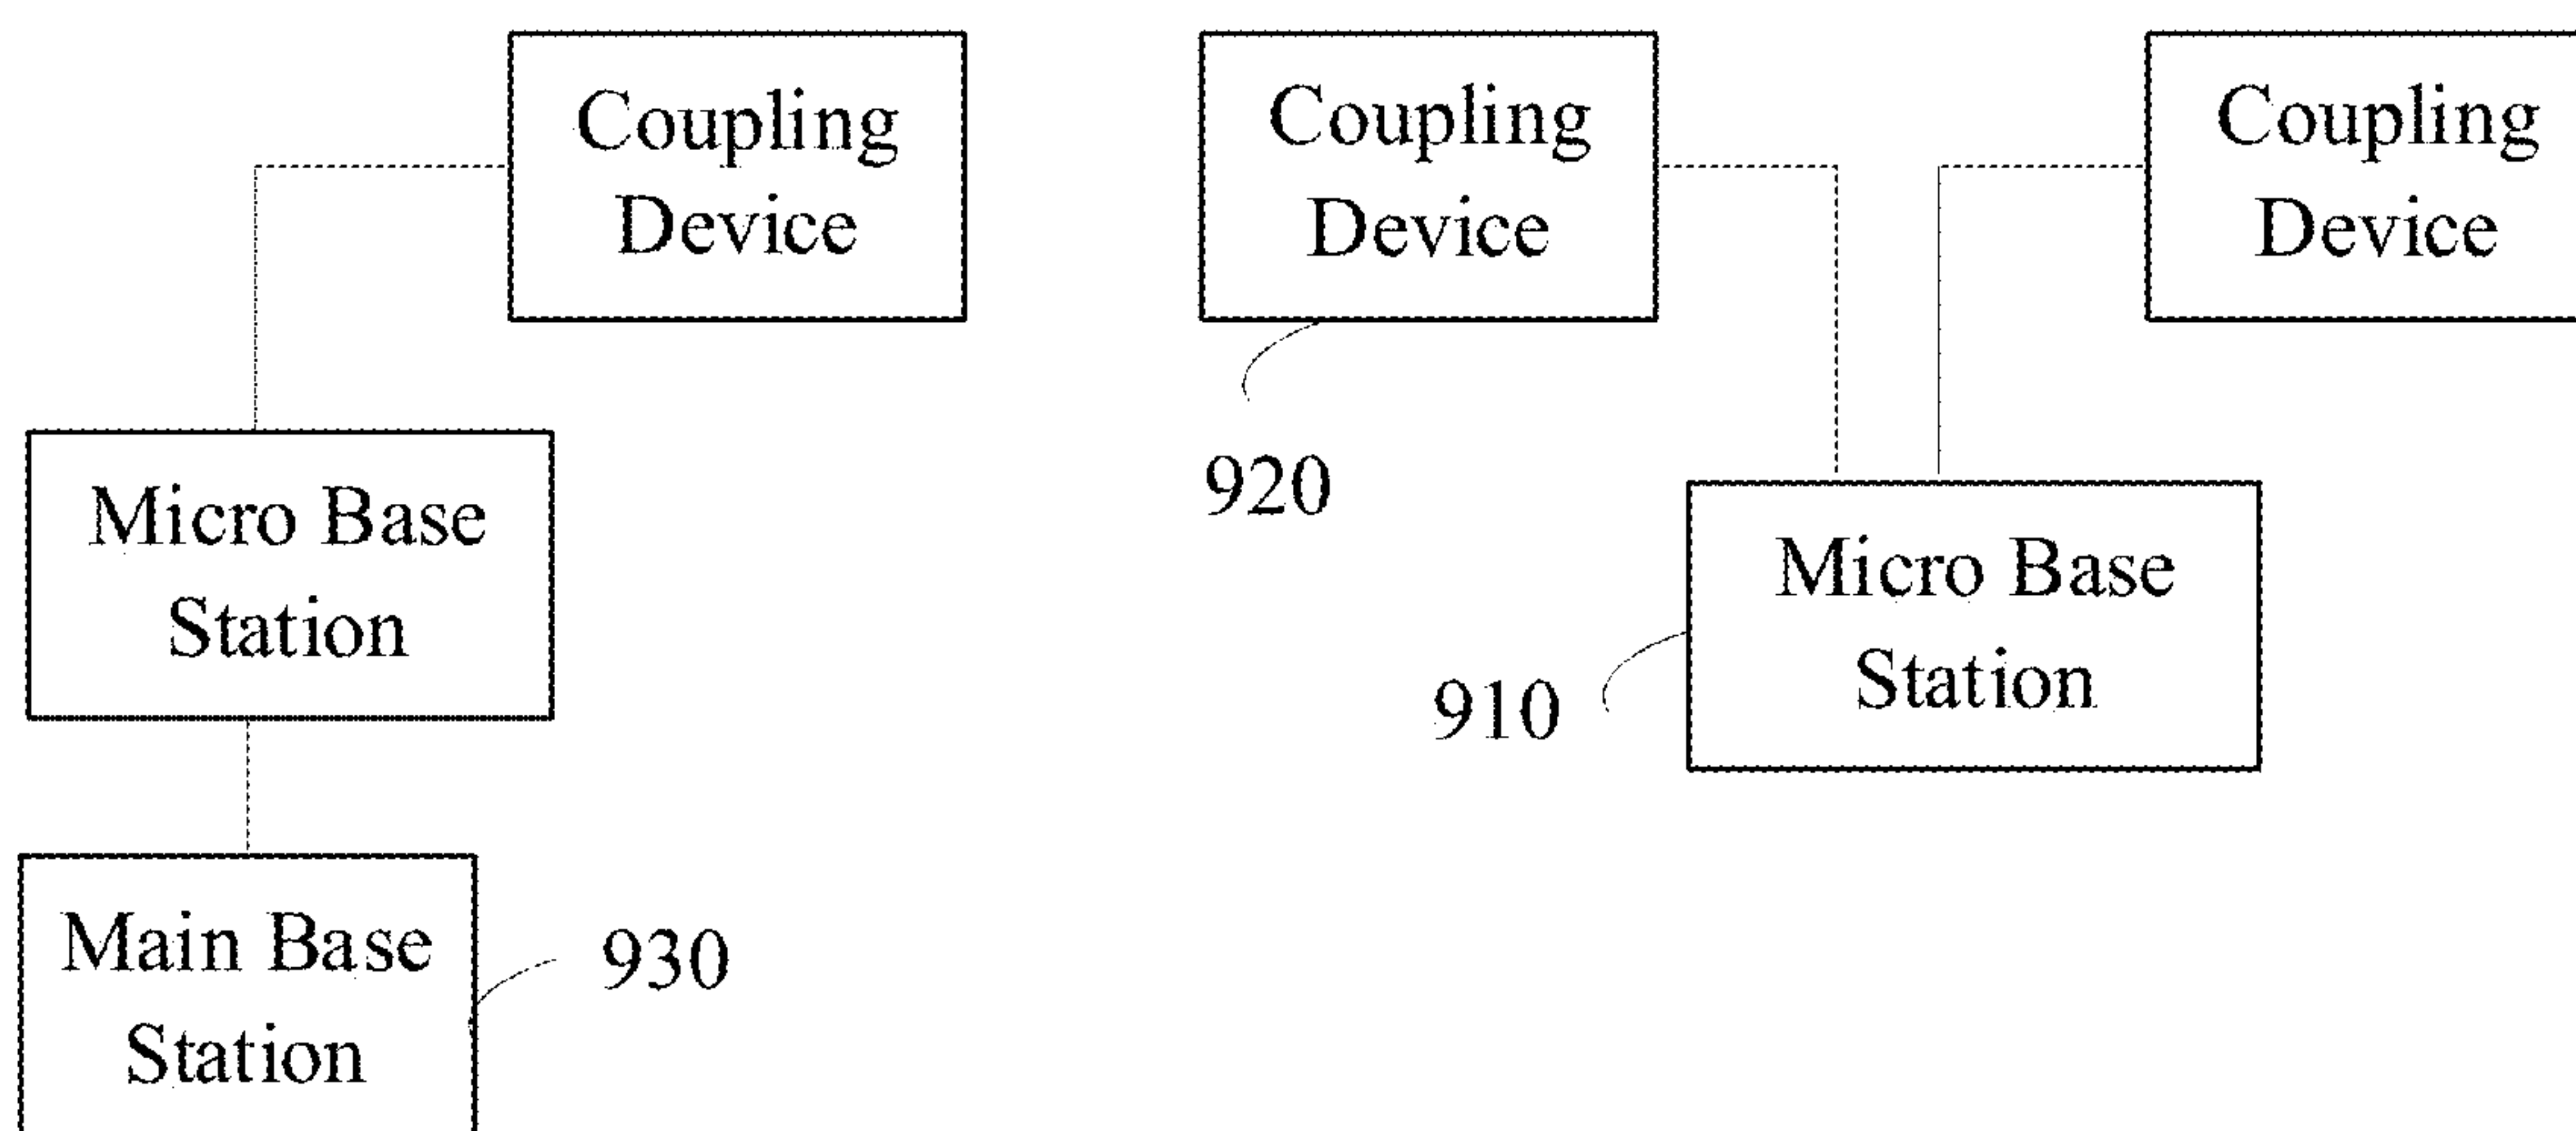 Coupling
Device
Coupling
Device
Coupling
Device
920
Micro Base
Station
Micro Base
Station
910
Main Base
Station
930